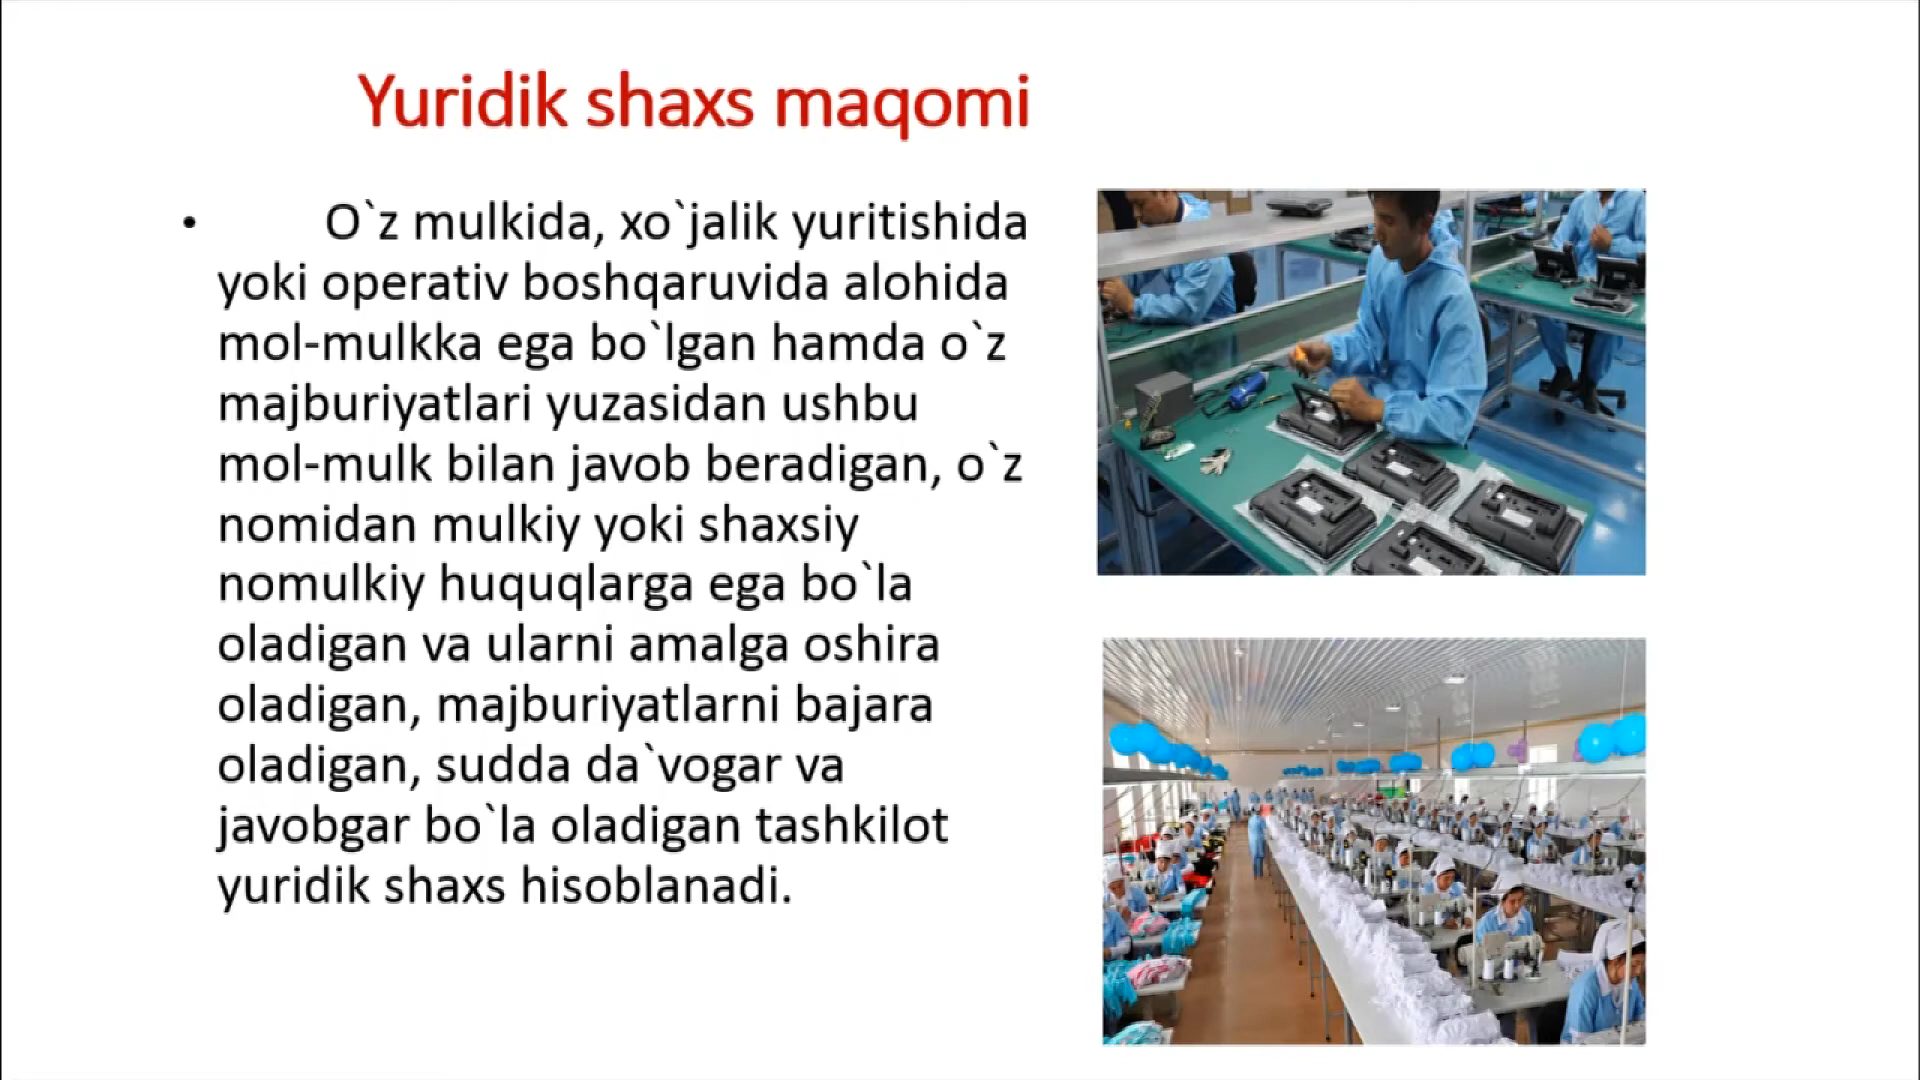 Yuridik shaxs maqomi
• O`z mulkida, xo`jalik yuritishida
yoki operativ boshqaruvida alohida
mol-mulkka ega bo`lgan hamda o`z
majburiyatlari yuzasidan ushbu
mol-mulk bilan javob beradigan, o`z
nomidan mulkiy yoki shaxsiy
nomulkiy huquqlarga ega bo`la
oladigan va ularni amalga oshira
oladigan, majburiyatlarni bajara
oladigan, sudda da`vogar va
javobgar bo`la oladigan tashkilot
yuridik shaxs hisoblanadi.